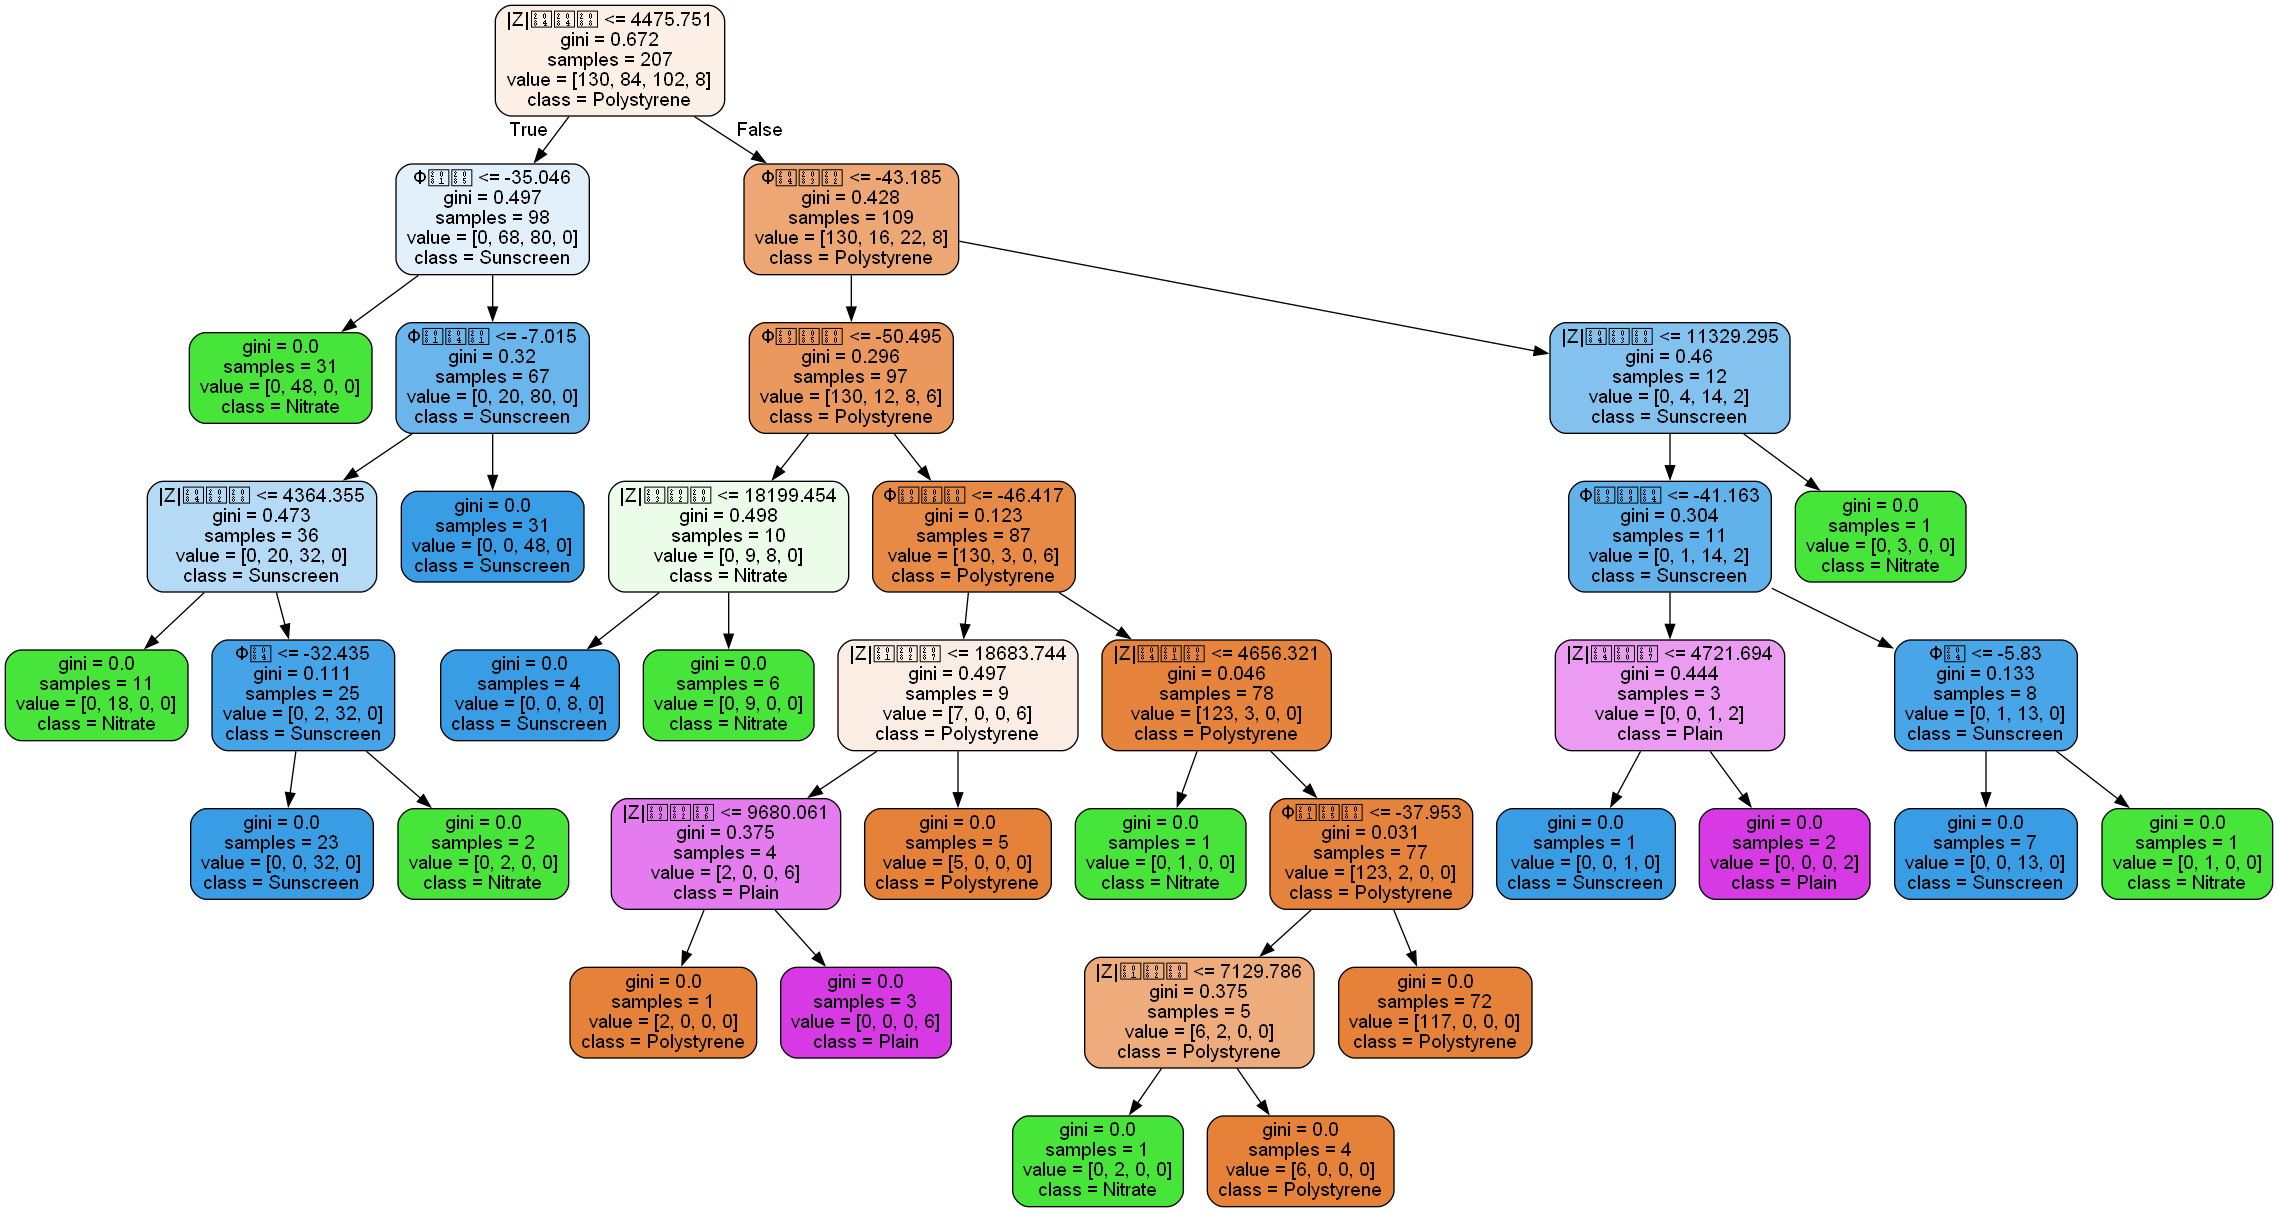 |Z| <= 4475.751
gini = 0.672
samples = 207
value = [130, 84, 102, 8]
class = Polystyrene
True
False
Φ <= -35.046
gini = 0.497
samples = 98
value = [0, 68, 80, 0]
class = Sunscreen
Φ <= -43.185
gini = 0.428
samples = 109
value = [130, 16, 22, 8]
class = Polystyrene
gini = 0.0
samples = 31
value = [0, 48, 0, 0]
class = Nitrate
Φ <= -7.015
gini = 0.32
samples = 67
value = [0, 20, 80, 0]
class = Sunscreen
Φ <= -50.495
gini = 0.296
samples = 97
value = [130, 12, 8, 6]
class = Polystyrene
|Z| <= 11329.295
gini = 0.46
samples = 12
value = [0, 4, 14, 2]
class = Sunscreen
|Z| <= 4364.355
gini = 0.473
samples = 36
value = [0, 20, 32, 0]
class = Sunscreen
gini = 0.0
samples = 31
value = [0, 0, 48, 0]
class = Sunscreen
|Z| <= 18199.454
gini = 0.498
samples = 10
value = [0, 9, 8, 0]
class = Nitrate
Φ <= -46.417
gini = 0.123
samples = 87
value = [130, 3, 0, 6]
class = Polystyrene
Φ <= -41.163
gini = 0.304
samples = 11
value = [0, 1, 14, 2]
class = Sunscreen
gini = 0.0
samples = 1
value = [0, 3, 0, 0]
class = Nitrate
gini = 0.0
samples = 11
value = [0, 18, 0, 0]
class = Nitrate
Φ <= -32.435
gini = 0.111
samples = 25
value = [0, 2, 32, 0]
class = Sunscreen
gini = 0.0
samples = 4
value = [0, 0, 8, 0]
class = Sunscreen
gini = 0.0
samples = 6
value = [0, 9, 0, 0]
class = Nitrate
|Z| <= 18683.744
gini = 0.497
samples = 9
value = [7, 0, 0, 6]
class = Polystyrene
|Z| <= 4656.321
gini = 0.046
samples = 78
value = [123, 3, 0, 0]
class = Polystyrene
|Z| <= 4721.694
gini = 0.444
samples = 3
value = [0, 0, 1, 2]
class = Plain
Φ <= -5.83
gini = 0.133
samples = 8
value = [0, 1, 13, 0]
class = Sunscreen
gini = 0.0
samples = 23
value = [0, 0, 32, 0]
class = Sunscreen
gini = 0.0
samples = 2
value = [0, 2, 0, 0]
class = Nitrate
|Z| <= 9680.061
gini = 0.375
samples = 4
value = [2, 0, 0, 6]
class = Plain
gini = 0.0
samples = 5
value = [5, 0, 0, 0]
class = Polystyrene
gini = 0.0
samples = 1
value = [0, 1, 0, 0]
class = Nitrate
Φ <= -37.953
gini = 0.031
samples = 77
value = [123, 2, 0, 0]
class = Polystyrene
gini = 0.0
samples = 1
value = [0, 0, 1, 0]
class = Sunscreen
gini = 0.0
samples = 2
value = [0, 0, 0, 2]
class = Plain
gini = 0.0
samples = 7
value = [0, 0, 13, 0]
class = Sunscreen
gini = 0.0
samples = 1
value = [0, 1, 0, 0]
class = Nitrate
gini = 0.0
samples = 1
value = [2, 0, 0, 0]
class = Polystyrene
gini = 0.0
samples = 3
value = [0, 0, 0, 6]
class = Plain
|Z| <= 7129.786
gini = 0.375
samples = 5
value = [6, 2, 0, 0]
class = Polystyrene
gini = 0.0
samples = 72
value = [117, 0, 0, 0]
class = Polystyrene
gini = 0.0
samples = 1
value = [0, 2, 0, 0]
class = Nitrate
gini = 0.0
samples = 4
value = [6, 0, 0, 0]
class = Polystyrene